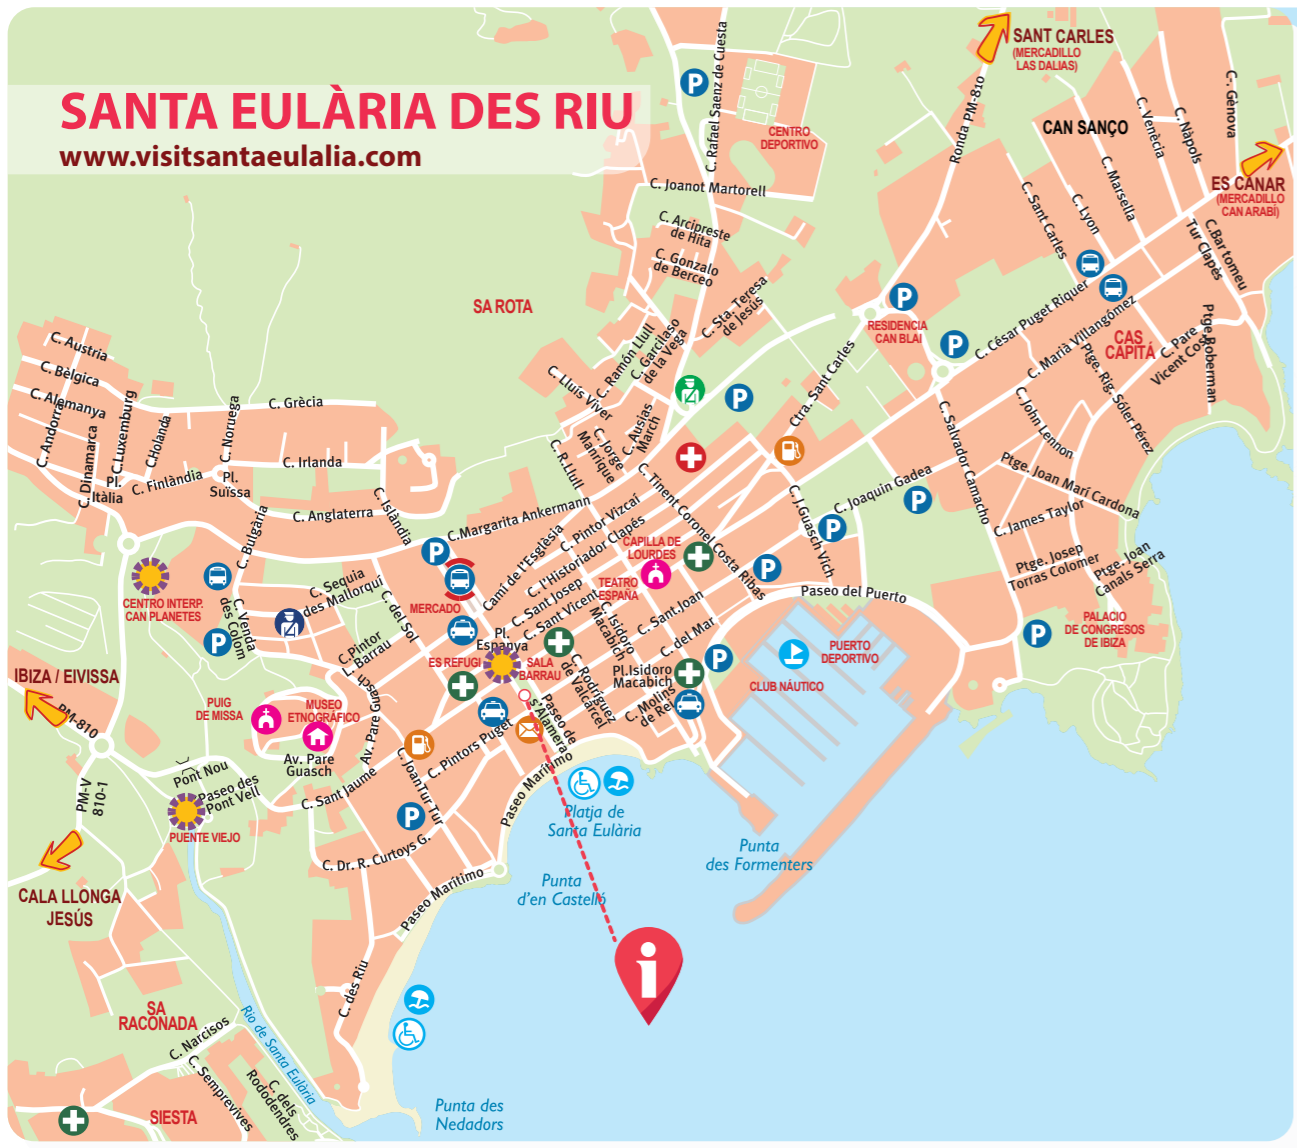 SANTA EULÀRIA DES RIU
www.visitsantaeulalia.com
SANT CARLES
(MERCADILLO
LAS DALIAS)
CAN SANÇO
ES CANAR
(MERCADILLO
CAN ARABÍ)
C. Gènova
C. Nàpols
C. Venècia
C. Marsella
C. Lyon
C. Sant Carles
Ronda PM-810
C. Bartomeu
Tur Clapés
P
CENTRO
DEPORTIVO
C. Rafael Saenz de Cuesta
C. Joanot Martorell
C. Arcipreste
de Hita
C. Gonzalo
de Berceo
C. Sta. Teresa
de Jesús
C. Garcilaso
de la Vega
C. Ramón Llull
C. Lluís Viver
C. Ausias
March
C. Jorge
Manrique
C. R. Llull
SA ROTA
P
RESIDENCIA
CAN BLAI
P
C. César Puget Riquer
C. Marià Villangómez
CAS
CAPITÁ
C. Pare
Vicent Costa
Ptge. Roberman
Ptge. Rig. Sóler Pérez
C. John Lennon
Ptge. Joan Marí Cardona
C. Salvador Camacho
C. James Taylor
Ptge. Josep
Torras Colomer
Ptge. Joan
Canals Serra
PALACIO
DE CONGRESOS
DE IBIZA
P
Ctra. Sant Carles
P
C. Joaquín Gadea
P
P
C. J. Guasch Vich
P
Paseo del Puerto
C. Austria
C. Bèlgica
C. Alemanya
C. Andorra
C. Dinamarca
C. Luxemburg
C. Holanda
C. Noruega
C. Grècia
C. Irlanda
Pl.
Itàlia
C. Finlàndia
Pl.
Suïssa
C. Anglaterra
C. Islàndia
C. Bulgària
C. Margarita Ankermann
P
MERCADO
Camí de l'Església
C. Pintor Vizcaí
C. l'Historiador Clapés
C. Sant Josep
C. Sant Vicent
C. Tinent Coronel Costa Ribas
CAPILLA DE
LOURDES
TEATRO
ESPAÑA
C. Isidoro
Macabich
C. Sant Joan
C. del Mar
Pl. Isidoro
Macabich
P
C. Molins
de Rei
C. Rodríguez
de Valcarcel
Pl.
Espanya
SALA
BARRAU
ES REFUGI
Paseo de
s'Alamera
CENTRO INTERP.
CAN PLANETES
C. Venda
des Colom
P
C. Sequia
des Mallorquí
C. del Sol
C. Pintor
L. Barrau
Av. Pare Guasch
IBIZA / EIVISSA
PM-810
PUIG
DE MISSA
MUSEO
ETNOGRÁFICO
Av. Pare
Guasch
Pont Nou
Paseo des
Pont Vell
PUENTE VIEJO
PM-V
810-1
CALA LLONGA
JESÚS
C. Sant Jaume
C. Joan Tur Tur
C. Pintors Puget
Paseo Marítimo
P
C. Dr. R. Curtoys G.
Paseo Marítimo
C. des Riu
CLUB NÁUTICO
PUERTO
DEPORTIVO
Platja de
Santa Eulària
Punta
d'en Castelló
Punta
des Formenters
i
SA
RACONADA
C. Narcisos
C. Semprevives
C. dels
Rododendres
Rio de Santa Eulària
SIESTA
Punta des
Nedadors